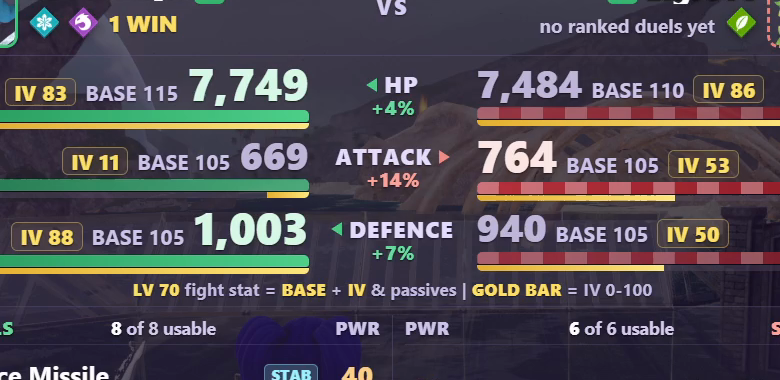 VS
1 WIN
no ranked duels yet
IV 83 BASE 115 7,749 HP 7,484 BASE 110 IV 86
+4%
IV 11 BASE 105 669 ATTACK 764 BASE 105 IV 53
+14%
IV 88 BASE 105 1,003 DEFENCE 940 BASE 105 IV 50
+7%
LV 70 fight stat = BASE + IV & passives | GOLD BAR = IV 0-100
LS 8 of 8 usable PWR PWR 6 of 6 usable S
ce Missile STAB 40